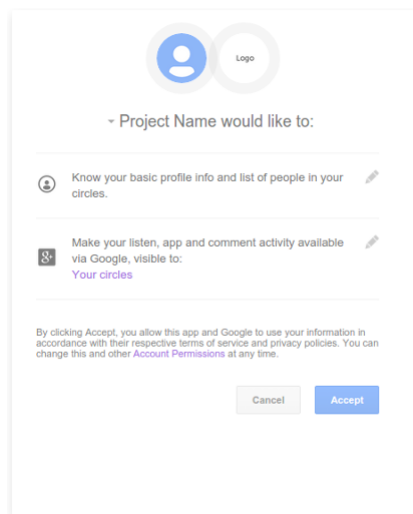 Logo
Project Name would like to:
Know your basic profile info and list of people in your
circles.
8+
Make your listen, app and comment activity available
via Google, visible to:
Your circles
By clicking Accept, you allow this app and Google to use your information in
accordance with their respective terms of service and privacy policies. You can
change this and other Account Permissions at any time.
Cancel
Accept